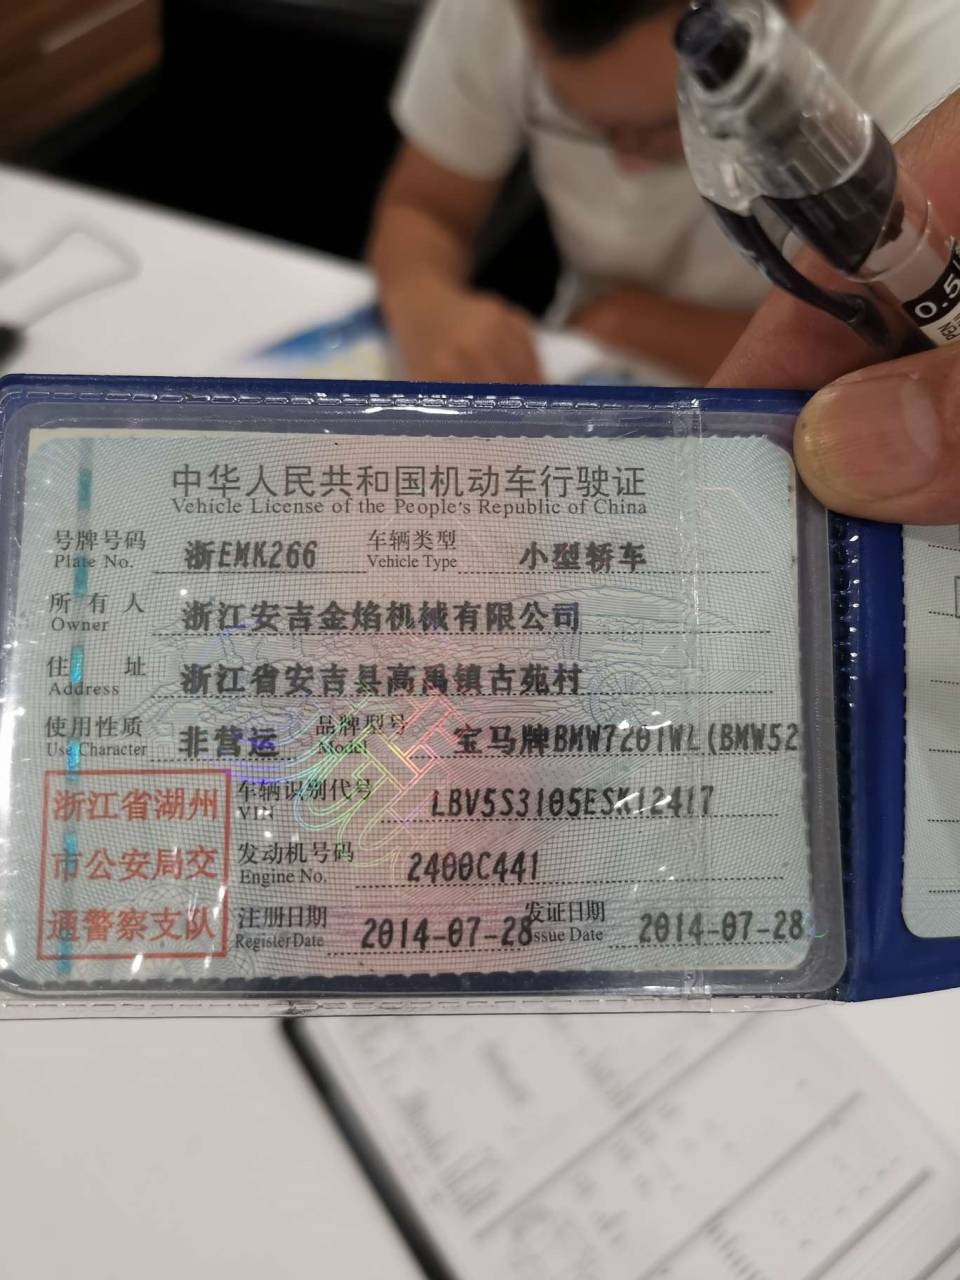 0.5
中华人民共和国机动车行驶证
Vehicle License of the People's Republic of China
号牌号码 浙EMK266 车辆类型 小型轿车
Plate No. Vehicle Type
所有人 浙江安吉金焰机械有限公司
Owner
住址 浙江省安吉县高禹镇古苑村
Address
使用性质 非营运 品牌型号 宝马牌BMW7201WL(BMW52
Use Character Model
浙江省湖州
市公安局交
通警察支队
车辆识别代号 LBV5S3105ESK12417
VIN
发动机号码 2400C441
Engine No.
注册日期 2014-07-28 发证日期 2014-07-28
Register Date Issue Date